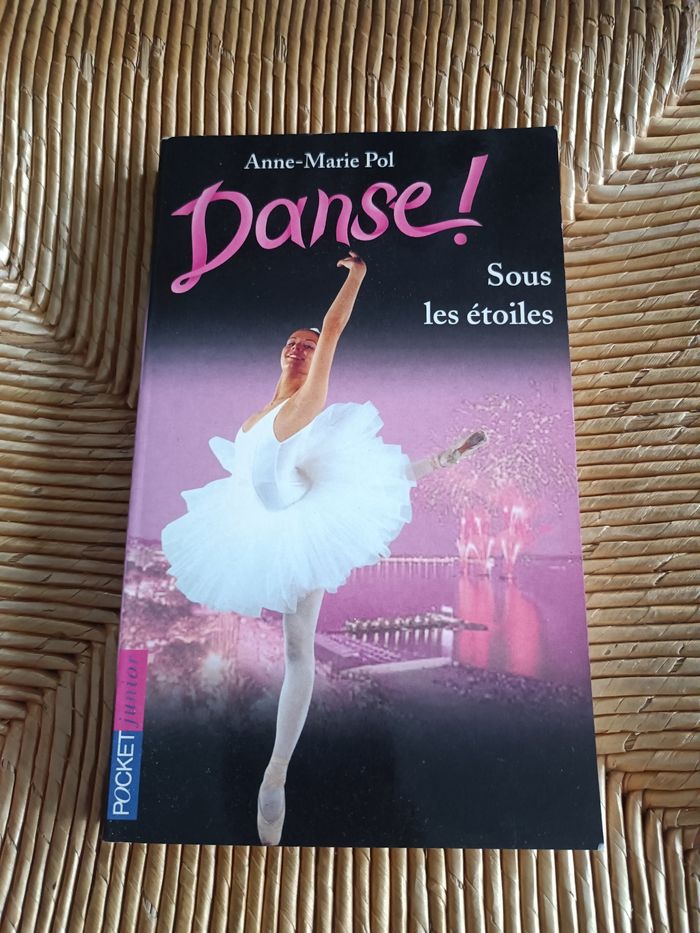 Anne-Marie Pol
Danse!
Sous
les étoiles
POCKET junior